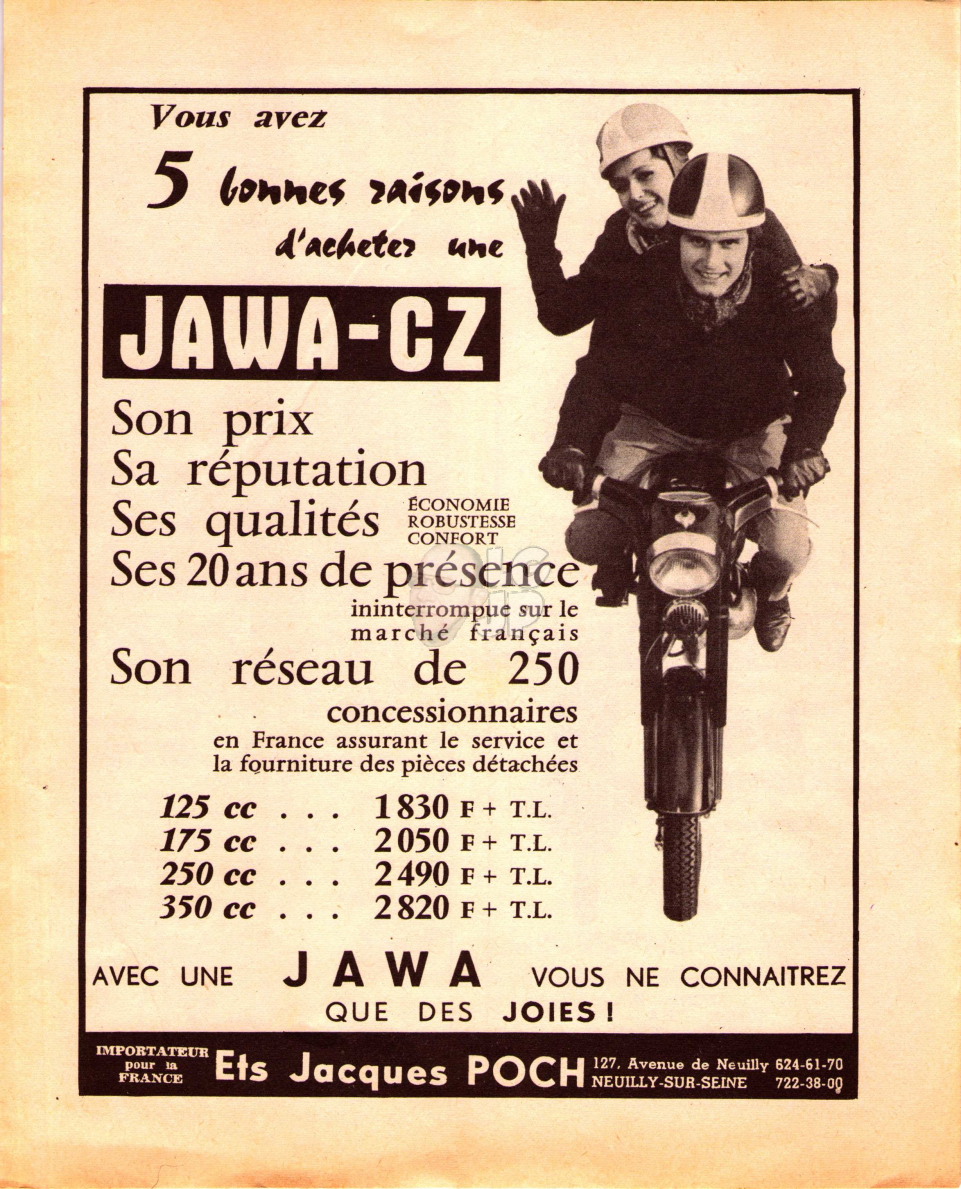 Vous avez
5 bonnes raisons
d'acheter une
JAWA-CZ
Son prix
Sa réputation
Ses qualités ÉCONOMIE
ROBUSTESSE
CONFORT
Ses 20 ans de présence
ininterrompue sur le
marché français
Son réseau de 250
concessionnaires
en France assurant le service et
la fourniture des pièces détachées
125 cc . . . 1830 F + T.L.
175 cc . . . 2050 F + T.L.
250 cc . . . 2490 F + T.L.
350 cc . . . 2820 F + T.L.
AVEC UNE JAWA VOUS NE CONNAITREZ
QUE DES JOIES !
IMPORTATEUR
pour la
FRANCE
Ets Jacques POCH
127, Avenue de Neuilly 624-61-70
NEUILLY-SUR-SEINE 722-38-00